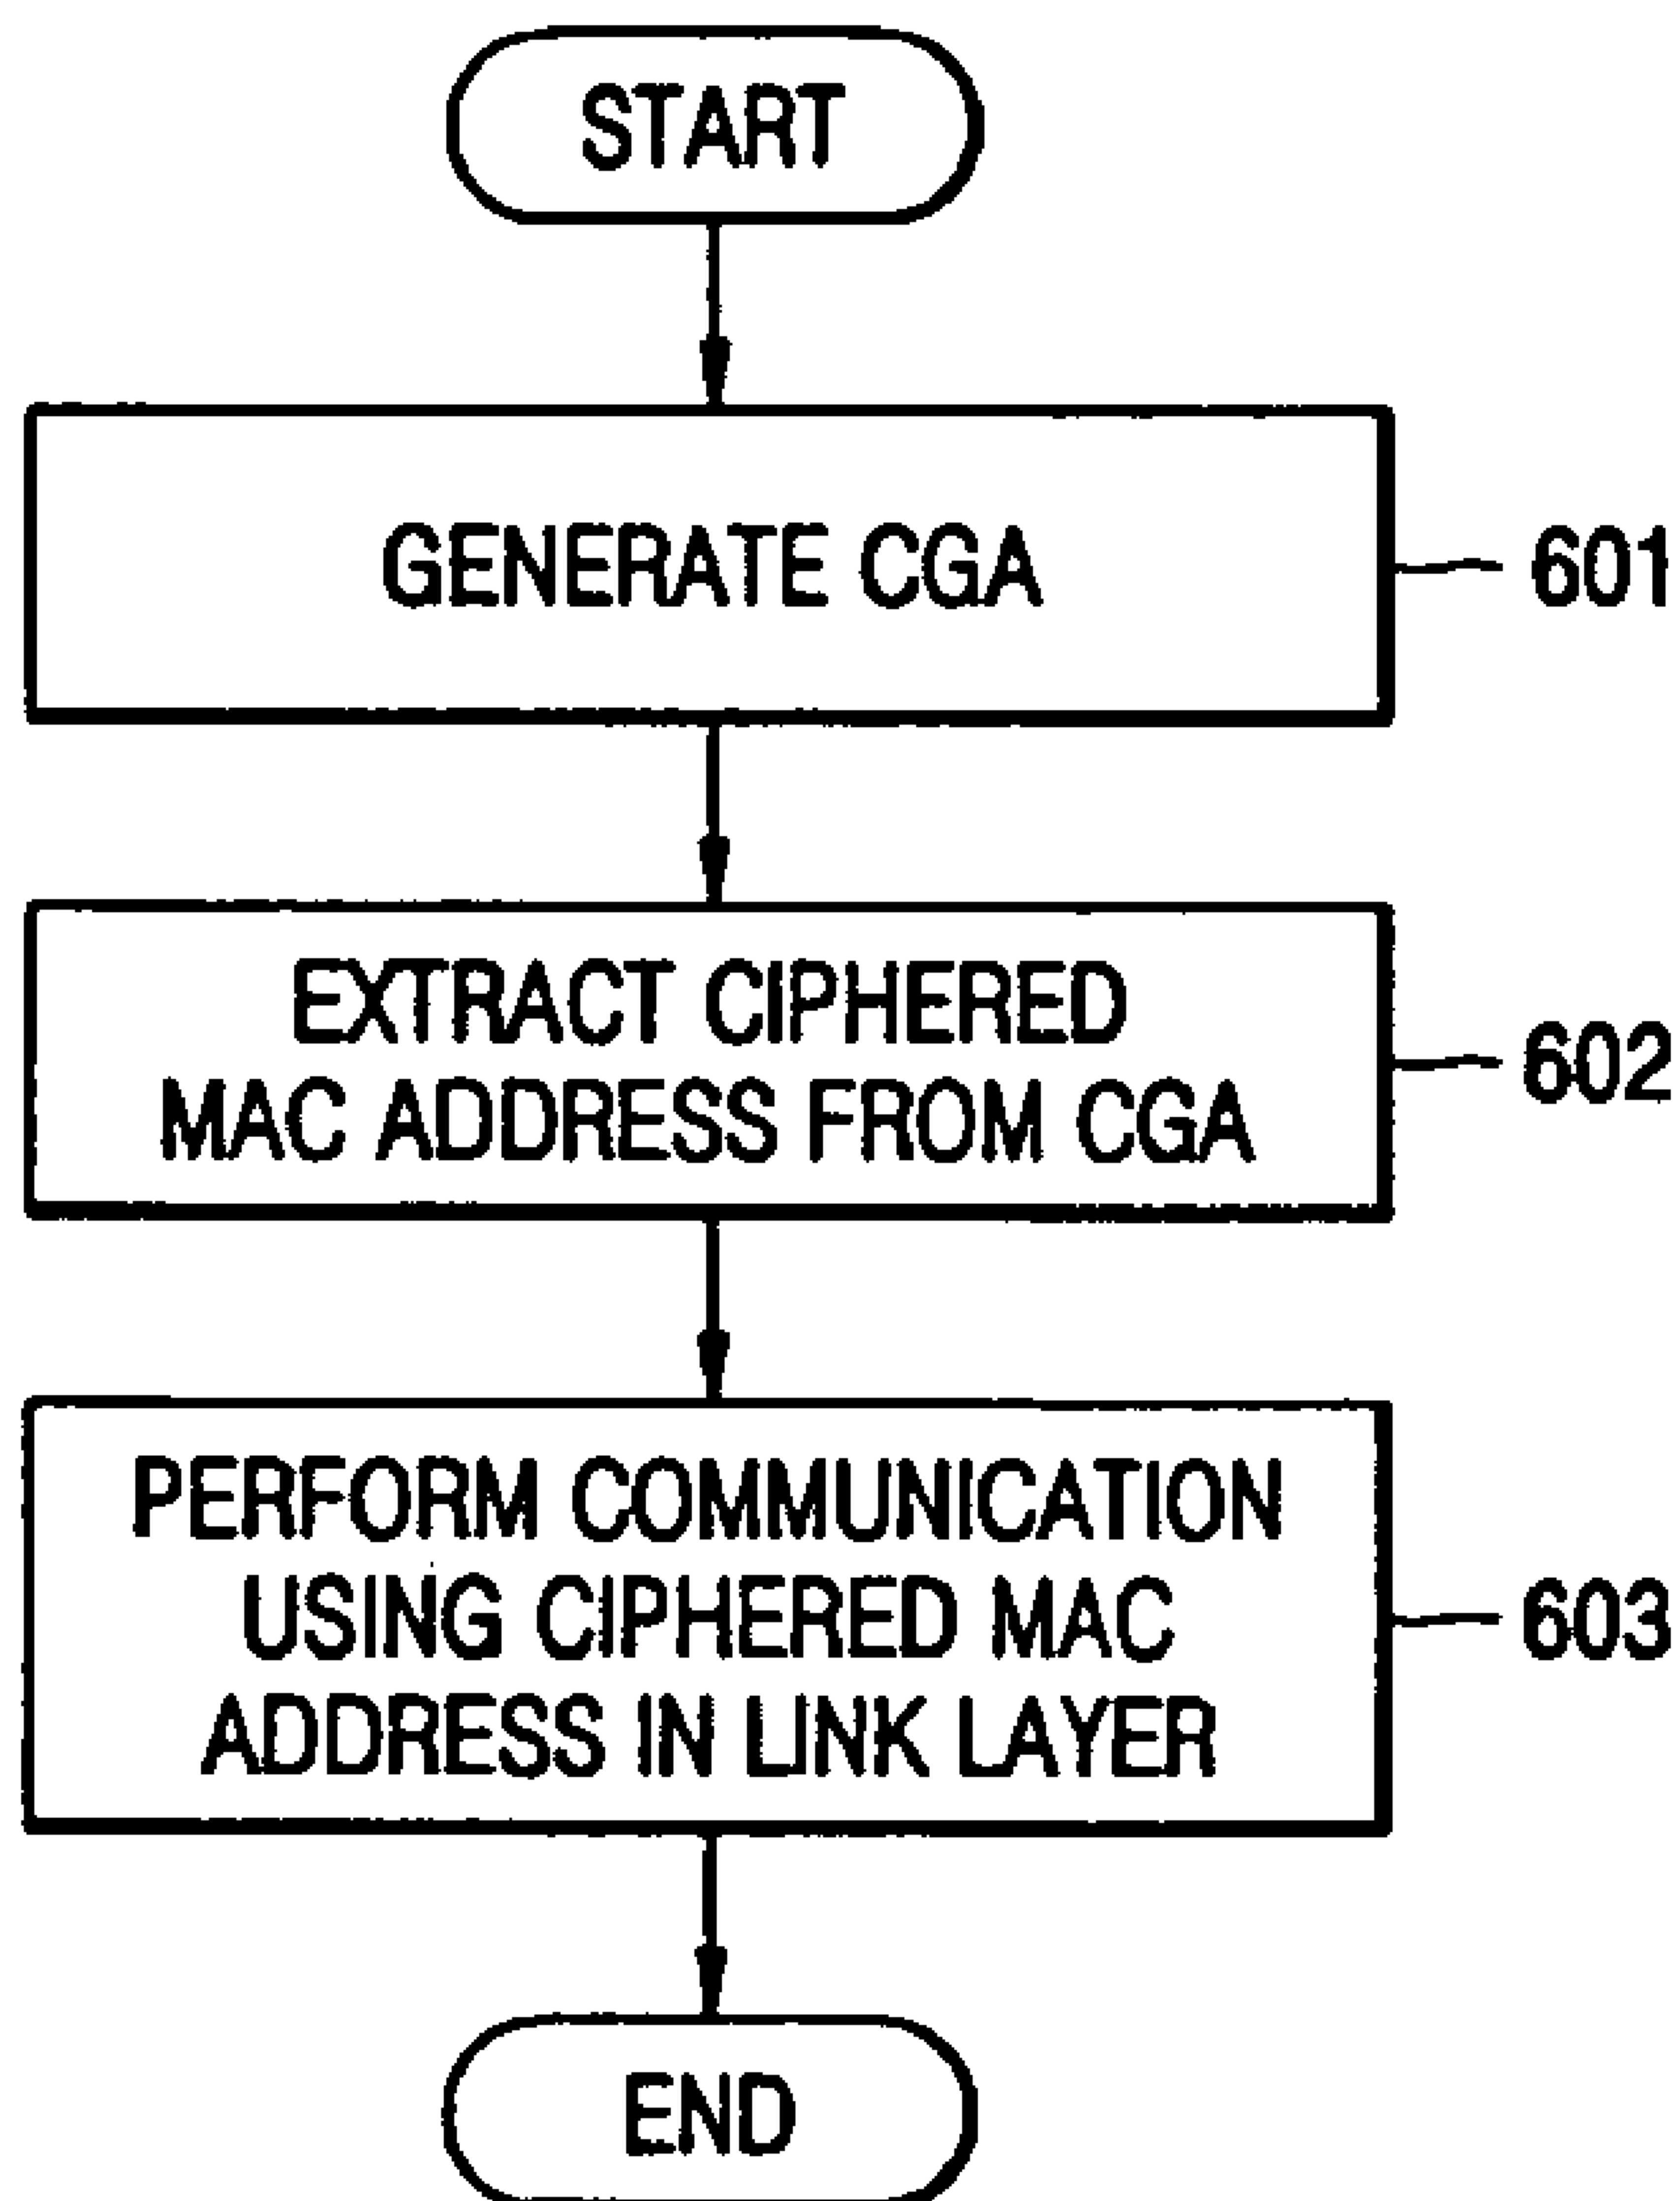 START
GENERATE CGA
601
EXTRACT CIPHERED
MAC ADDRESS FROM CGA
602
PERFORM COMMUNICATION
USING CIPHERED MAC
ADDRESS IN LINK LAYER
603
END